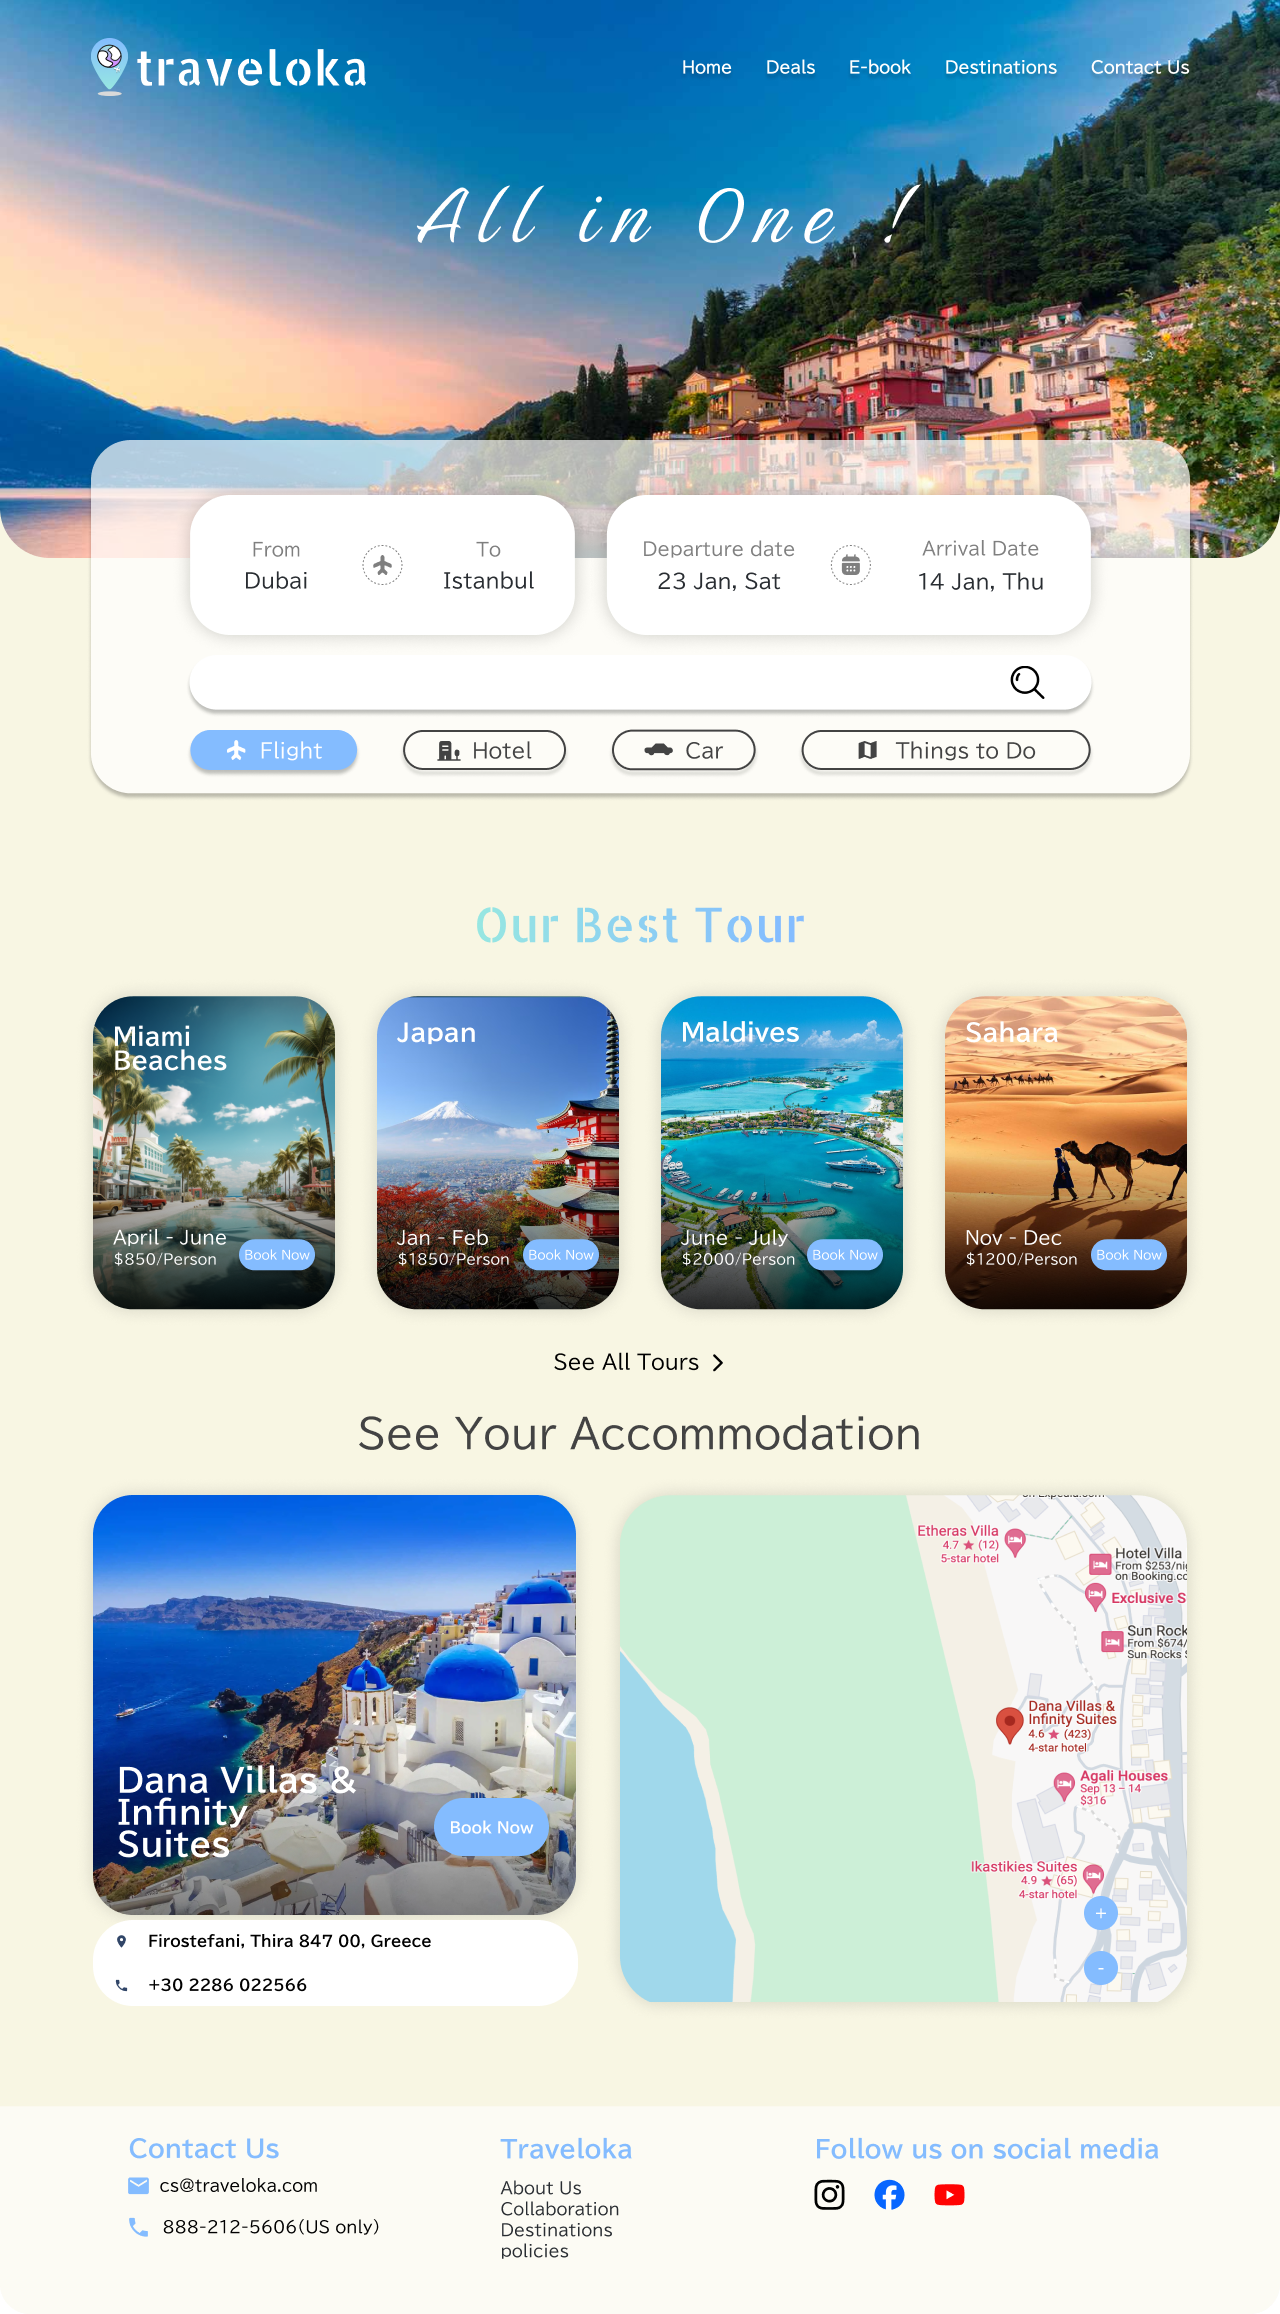 traveloka
Home Deals E-book Destinations Contact Us
All in One !
From
Dubai
To
Istanbul
Departure date
23 Jan, Sat
Arrival Date
14 Jan, Thu
Flight
Hotel
Car
Things to Do
Our Best Tour
Miami
Beaches
April - June
$850/Person
Book Now
Japan
Jan - Feb
$1850/Person
Book Now
Maldives
June - July
$2000/Person
Book Now
Sahara
Nov - Dec
$1200/Person
Book Now
See All Tours
See Your Accommodation
Dana Villas &
Infinity
Suites
Book Now
Firostefani, Thira 847 00, Greece
+30 2286 022566
on Expedia.com
Etheras Villa
4.7 ★ (12)
5-star hotel
Hotel Villa
From $253/nig
on Booking.co
Exclusive S
Sun Rock
From $674/
Sun Rocks S
Dana Villas &
Infinity Suites
4.6 ★ (423)
4-star hotel
Agali Houses
Sep 13 – 14
$316
Ikastikies Suites
4.9 ★ (65)
4-star hotel
+
-
Contact Us
cs@traveloka.com
888-212-5606(US only)
Traveloka
About Us
Collaboration
Destinations
policies
Follow us on social media